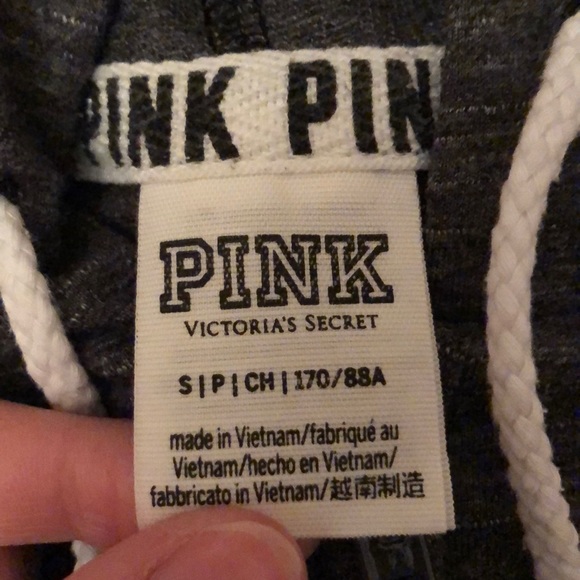 PINK PIN
PINK
VICTORIA'S SECRET
S|P|CH|170/88A
made in Vietnam/fabriqué au
Vietnam/hecho en Vietnam/
fabbricato in Vietnam/越南制造